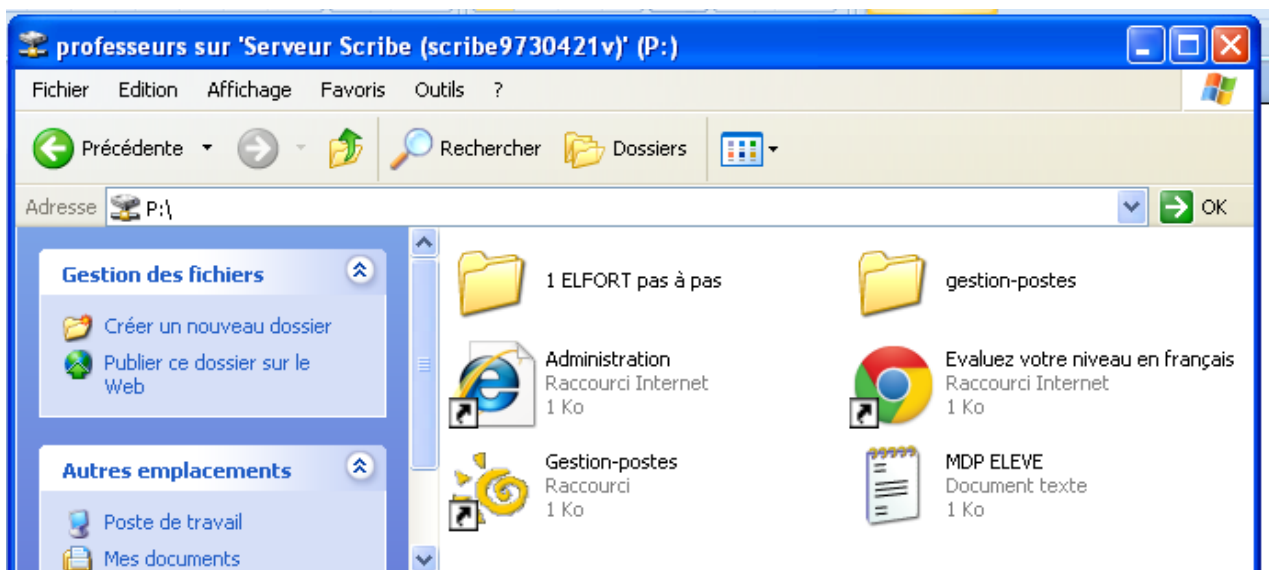 professeurs sur 'Serveur Scribe (scribe9730421v)' (P:)
Fichier Edition Affichage Favoris Outils ?
Précédente Rechercher Dossiers
Adresse P:\ OK
Gestion des fichiers
Créer un nouveau dossier
Publier ce dossier sur le
Web
Autres emplacements
Poste de travail
Mes documents
1 ELFORT pas à pas
gestion-postes
Administration
Raccourci Internet
1 Ko
Evaluez votre niveau en français
Raccourci Internet
1 Ko
Gestion-postes
Raccourci
1 Ko
MDP ELEVE
Document texte
1 Ko